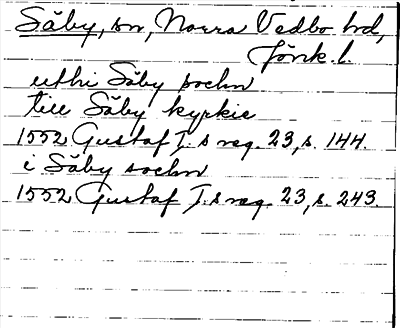 Säby, sn, Norra Vedbo hd,
Jönk. l.
uthi Säby sochn
till Säby kyrkie
1552 Gustaf I.s reg. 23, s. 144.
i Säby sochn
1552 Gustaf I.s reg. 23, s. 243.